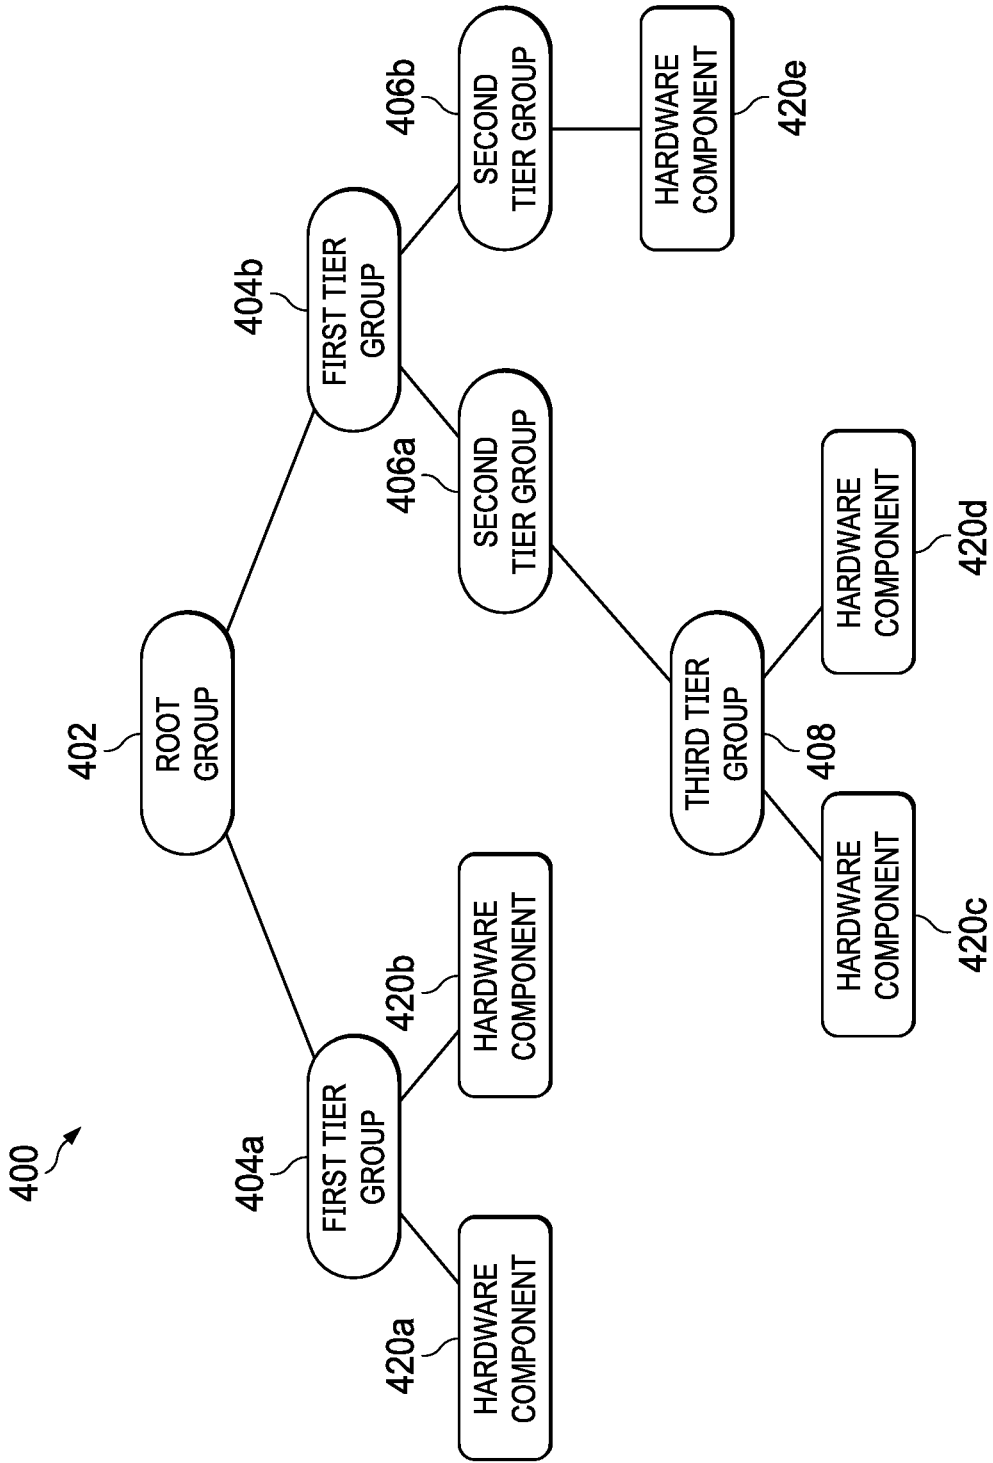 400
402
ROOT
GROUP
404a
FIRST TIER
GROUP
404b
FIRST TIER
GROUP
420a
HARDWARE
COMPONENT
420b
HARDWARE
COMPONENT
406a
SECOND
TIER GROUP
406b
SECOND
TIER GROUP
THIRD TIER
GROUP
408
HARDWARE
COMPONENT
420e
HARDWARE
COMPONENT
420c
HARDWARE
COMPONENT
420d